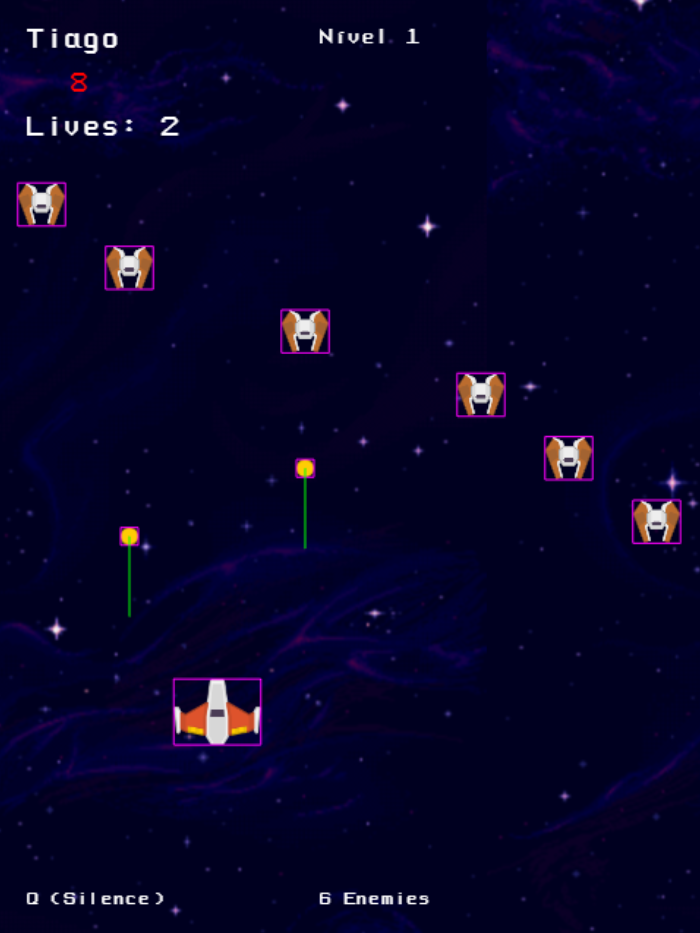 Tiago
Nível 1
8
Lives: 2
Q (Silence)
6 Enemies